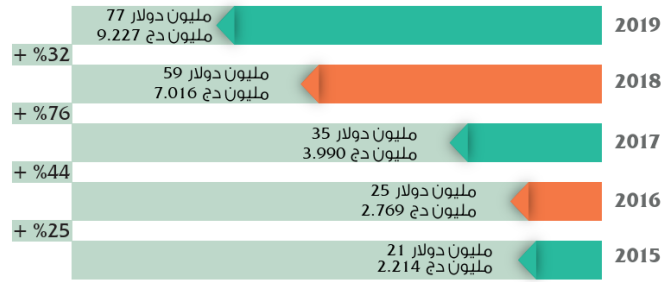 2019
77 مليون دولار
9.227 مليون دج
+ %32
2018
59 مليون دولار
7.016 مليون دج
+ %76
2017
35 مليون دولار
3.990 مليون دج
+ %44
2016
25 مليون دولار
2.769 مليون دج
+ %25
2015
21 مليون دولار
2.214 مليون دج